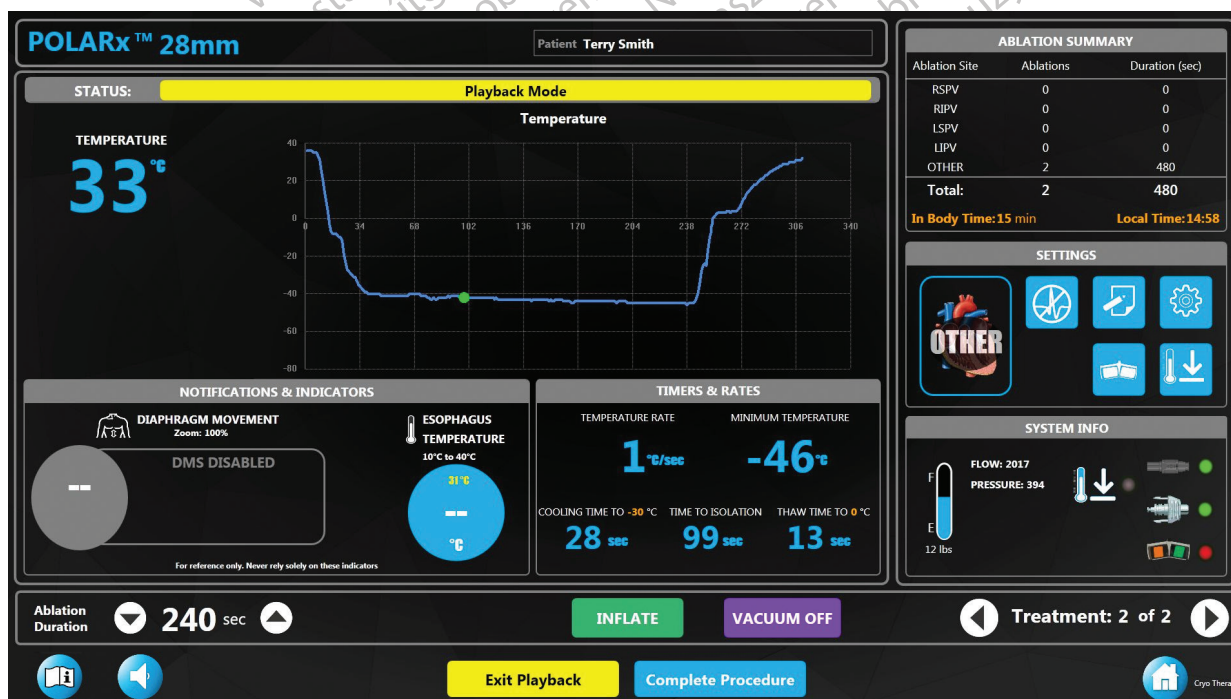 POLARx™ 28mm
Patient Terry Smith
STATUS:
Playback Mode
TEMPERATURE
33°C
Temperature
40
20
0
-20
-40
-60
-80
0 34 68 102 136 170 204 238 272 306 340
NOTIFICATIONS & INDICATORS
DIAPHRAGM MOVEMENT
Zoom: 100%
DMS DISABLED
--
ESOPHAGUS
TEMPERATURE
10°C to 40°C
31°C
--
°C
For reference only. Never rely solely on these indicators
TIMERS & RATES
TEMPERATURE RATE MINIMUM TEMPERATURE
1 °C/sec -46°C
COOLING TIME TO -30 °C TIME TO ISOLATION THAW TIME TO 0 °C
28 sec 99 sec 13 sec
ABLATION SUMMARY
Ablation Site Ablations Duration (sec)
RSPV 0 0
RIPV 0 0
LSPV 0 0
LIPV 0 0
OTHER 2 480
Total: 2 480
In Body Time:15 min Local Time:14:58
SETTINGS
OTHER
SYSTEM INFO
F
E
12 lbs
FLOW: 2017
PRESSURE: 394
Ablation
Duration
240 sec
INFLATE
VACUUM OFF
Treatment: 2 of 2
Exit Playback
Complete Procedure
Cryo Thera